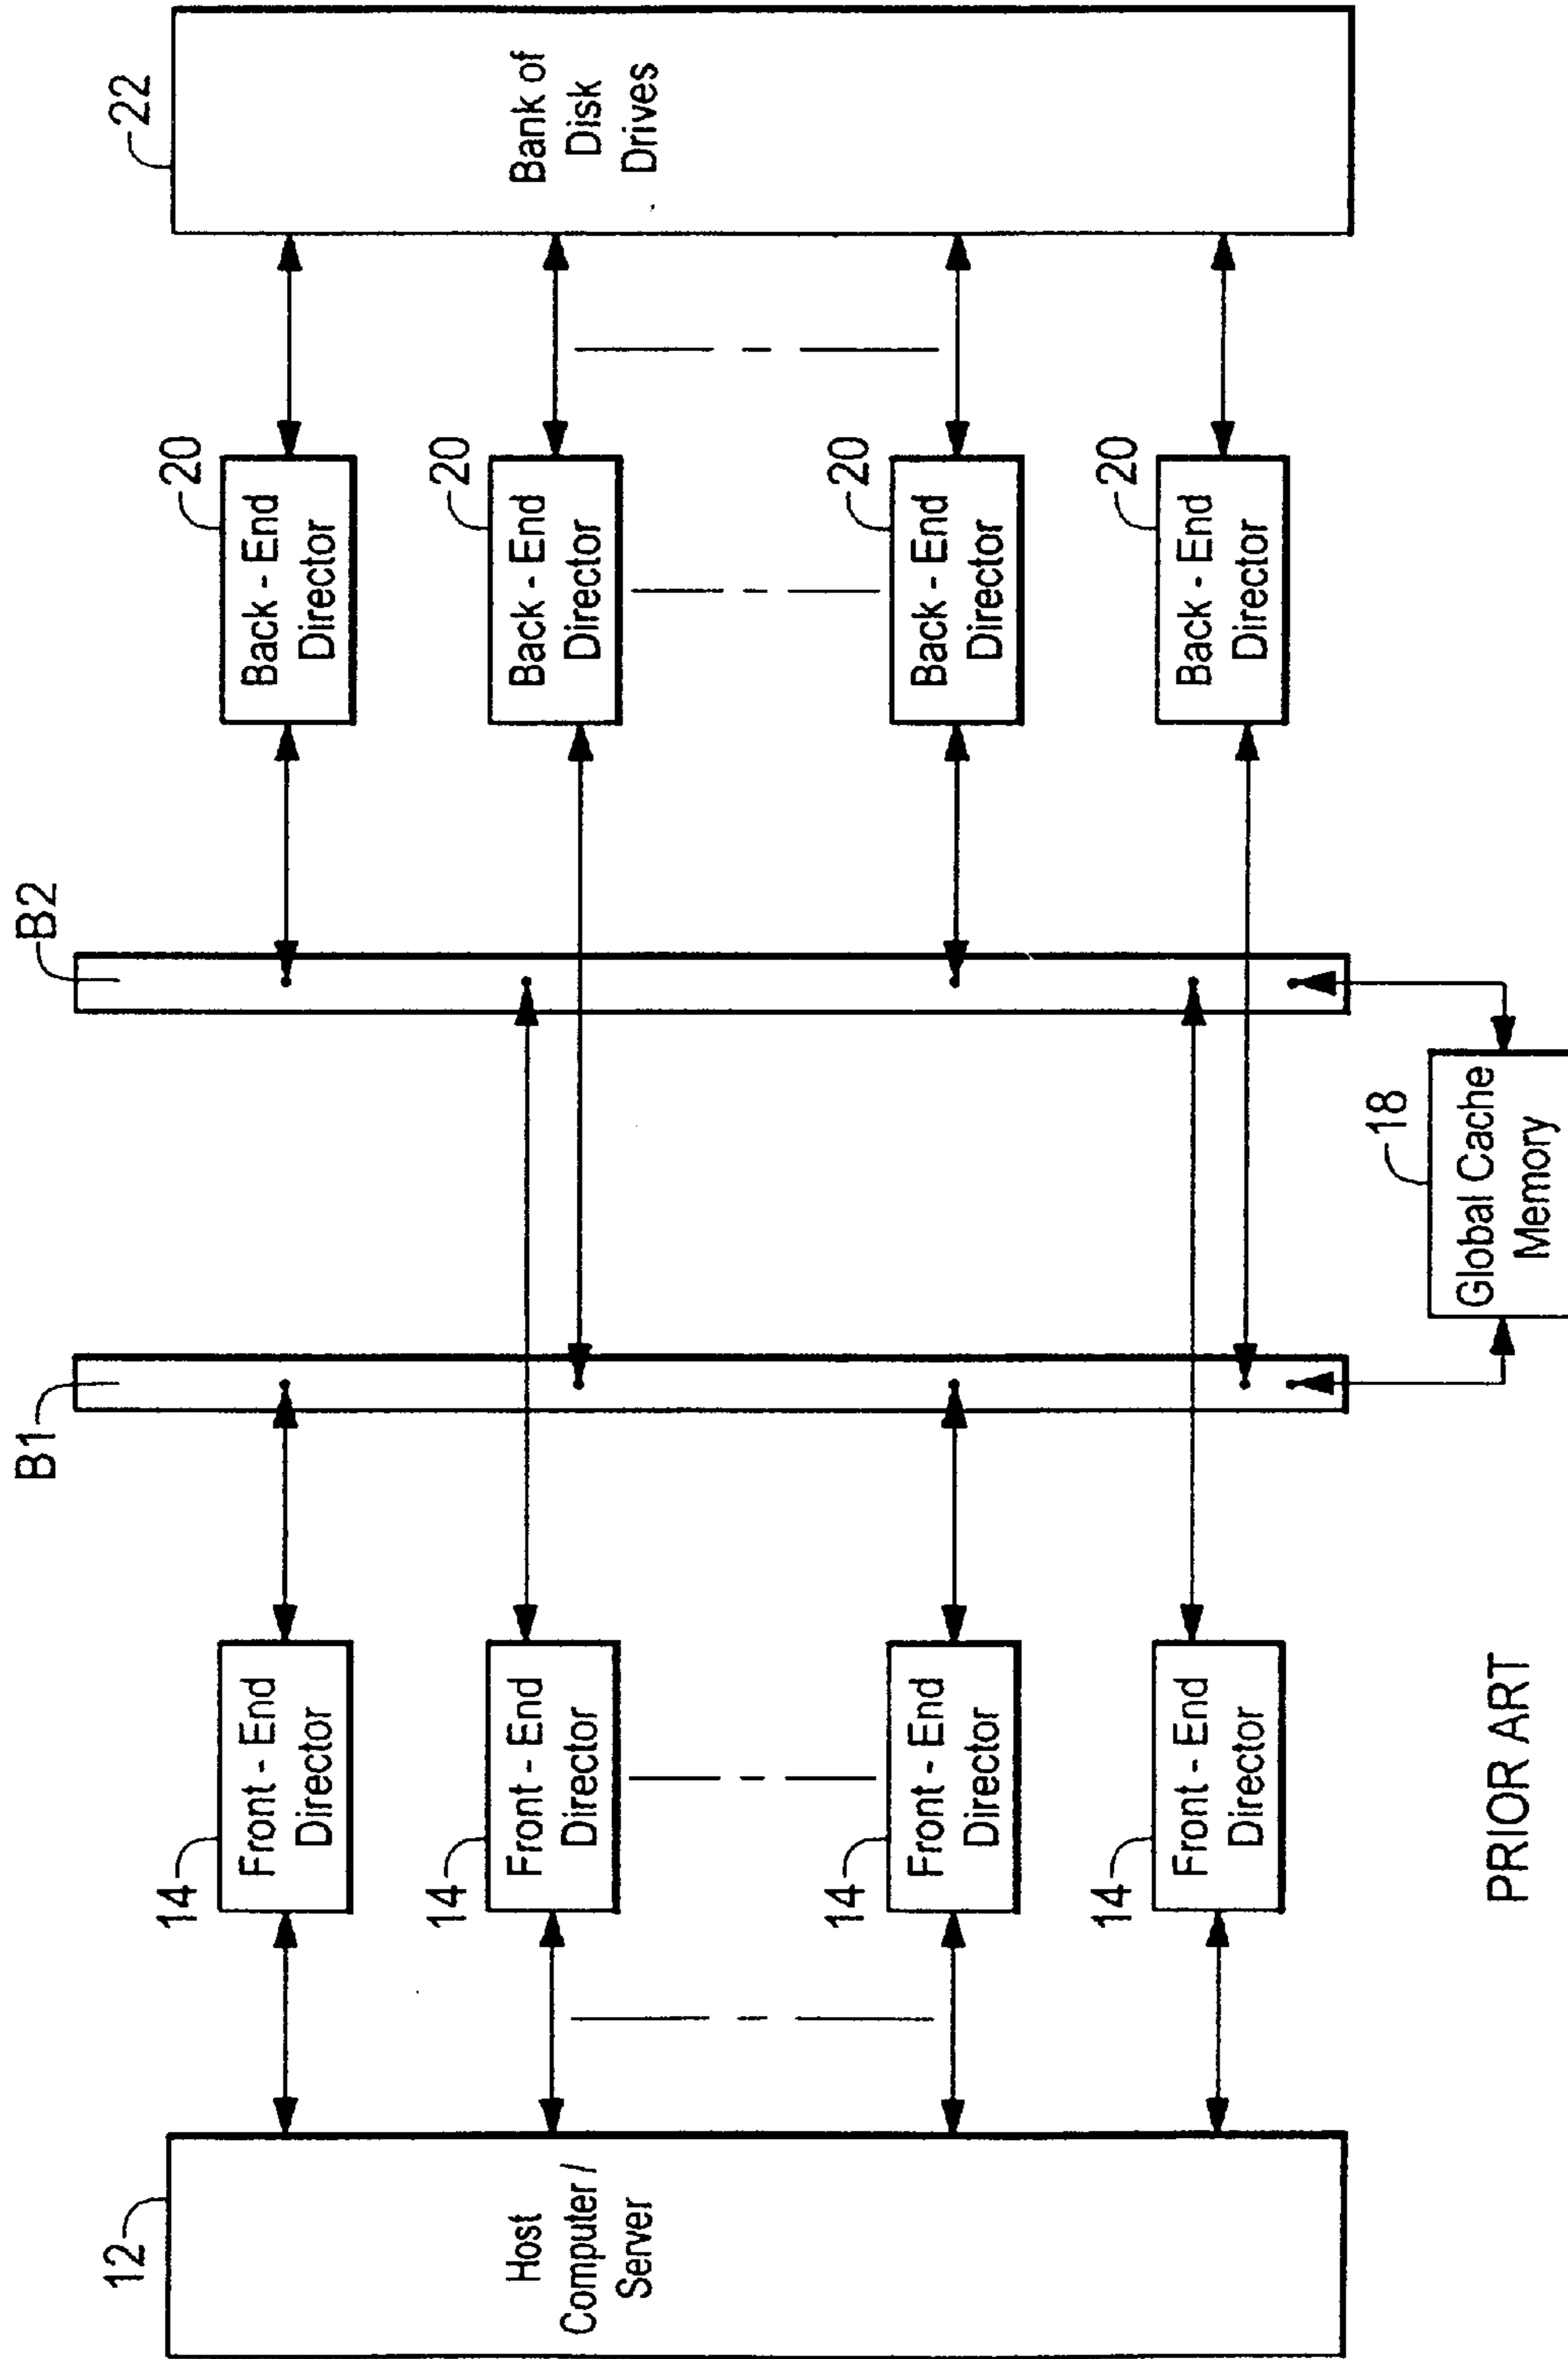 B1
B2
12
Host
Computer /
Server
14
Front - End
Director
14
Front - End
Director
14
Front - End
Director
14
Front - End
Director
20
Back - End
Director
20
Back - End
Director
20
Back - End
Director
20
Back - End
Director
22
Bank of
Disk
Drives
18
Global Cache
Memory
PRIOR ART